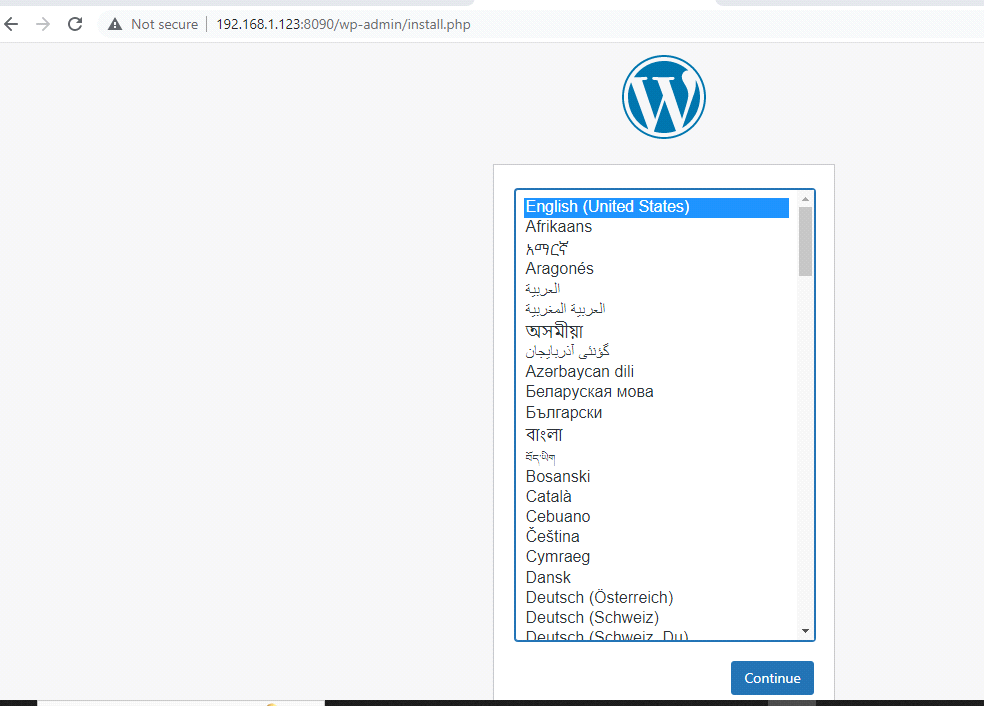 Not secure
192.168.1.123:8090/wp-admin/install.php
English (United States)
Afrikaans
አማርኛ
Aragonés
العربية
العربية المغربية
অসমীয়া
گؤنئی آذربایجان
Azərbaycan dili
Беларуская мова
Български
বাংলা
བོད་ཡིག
Bosanski
Català
Cebuano
Čeština
Cymraeg
Dansk
Deutsch (Österreich)
Deutsch (Schweiz)
Deutsch (Schweiz, Du)
Continue